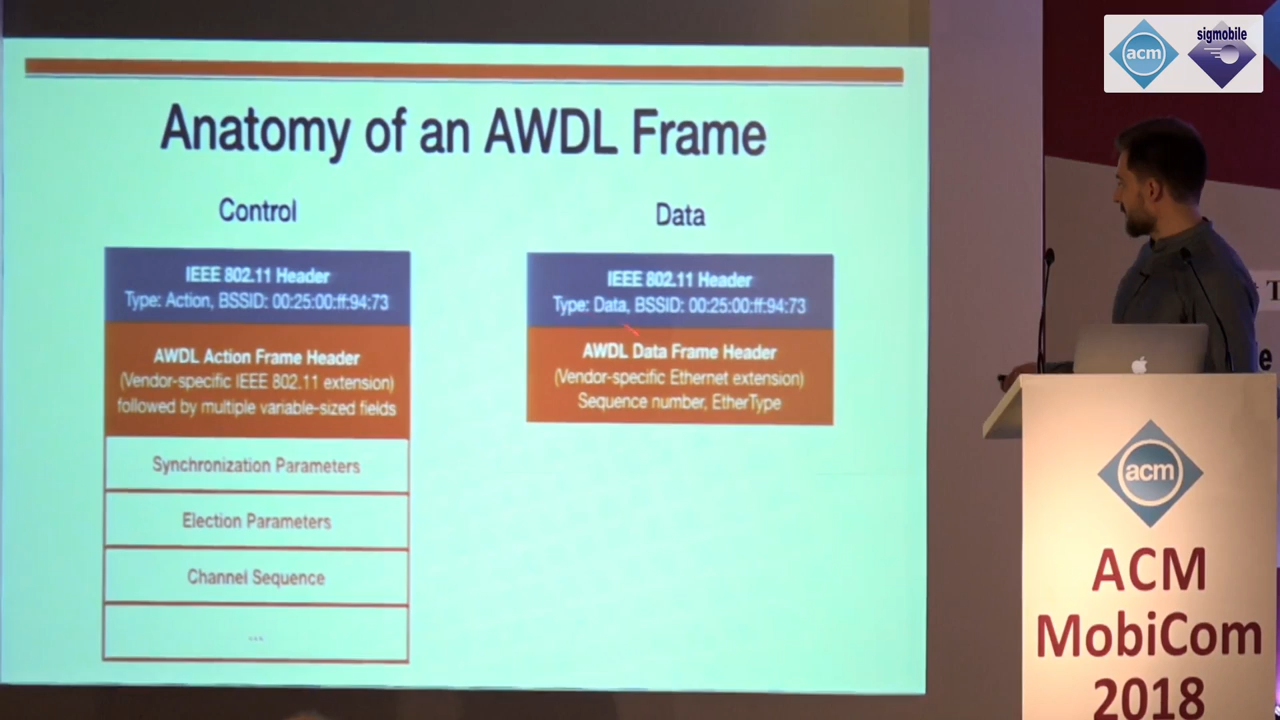 Anatomy of an AWDL Frame
Control
IEEE 802.11 Header
Type: Action, BSSID: 00:25:00:ff:94:73
AWDL Action Frame Header
(Vendor-specific IEEE 802.11 extension)
followed by multiple variable-sized fields
Synchronization Parameters
Election Parameters
Channel Sequence
...
Data
IEEE 802.11 Header
Type: Data, BSSID: 00:25:00:ff:94:73
AWDL Data Frame Header
(Vendor-specific Ethernet extension)
Sequence number, EtherType
acm
sigmobile
acm
ACM
MobiCom
2018